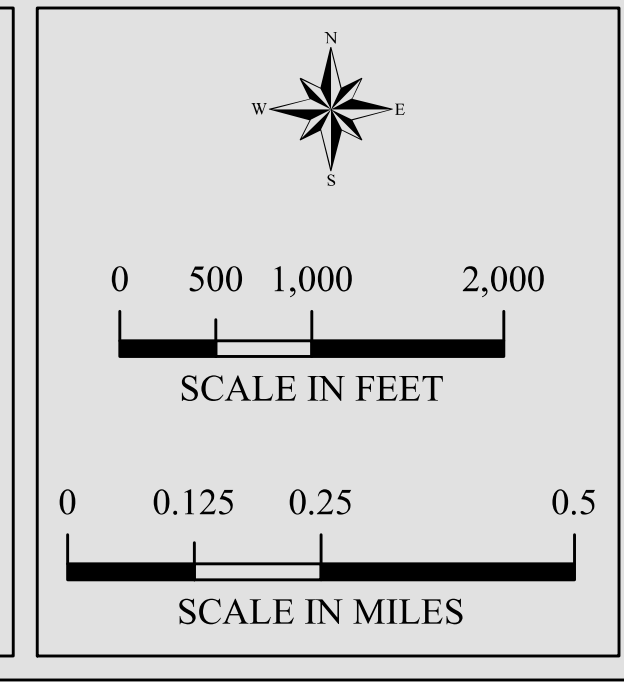 N
W E
S
0 500 1,000 2,000
SCALE IN FEET
0 0.125 0.25 0.5
SCALE IN MILES